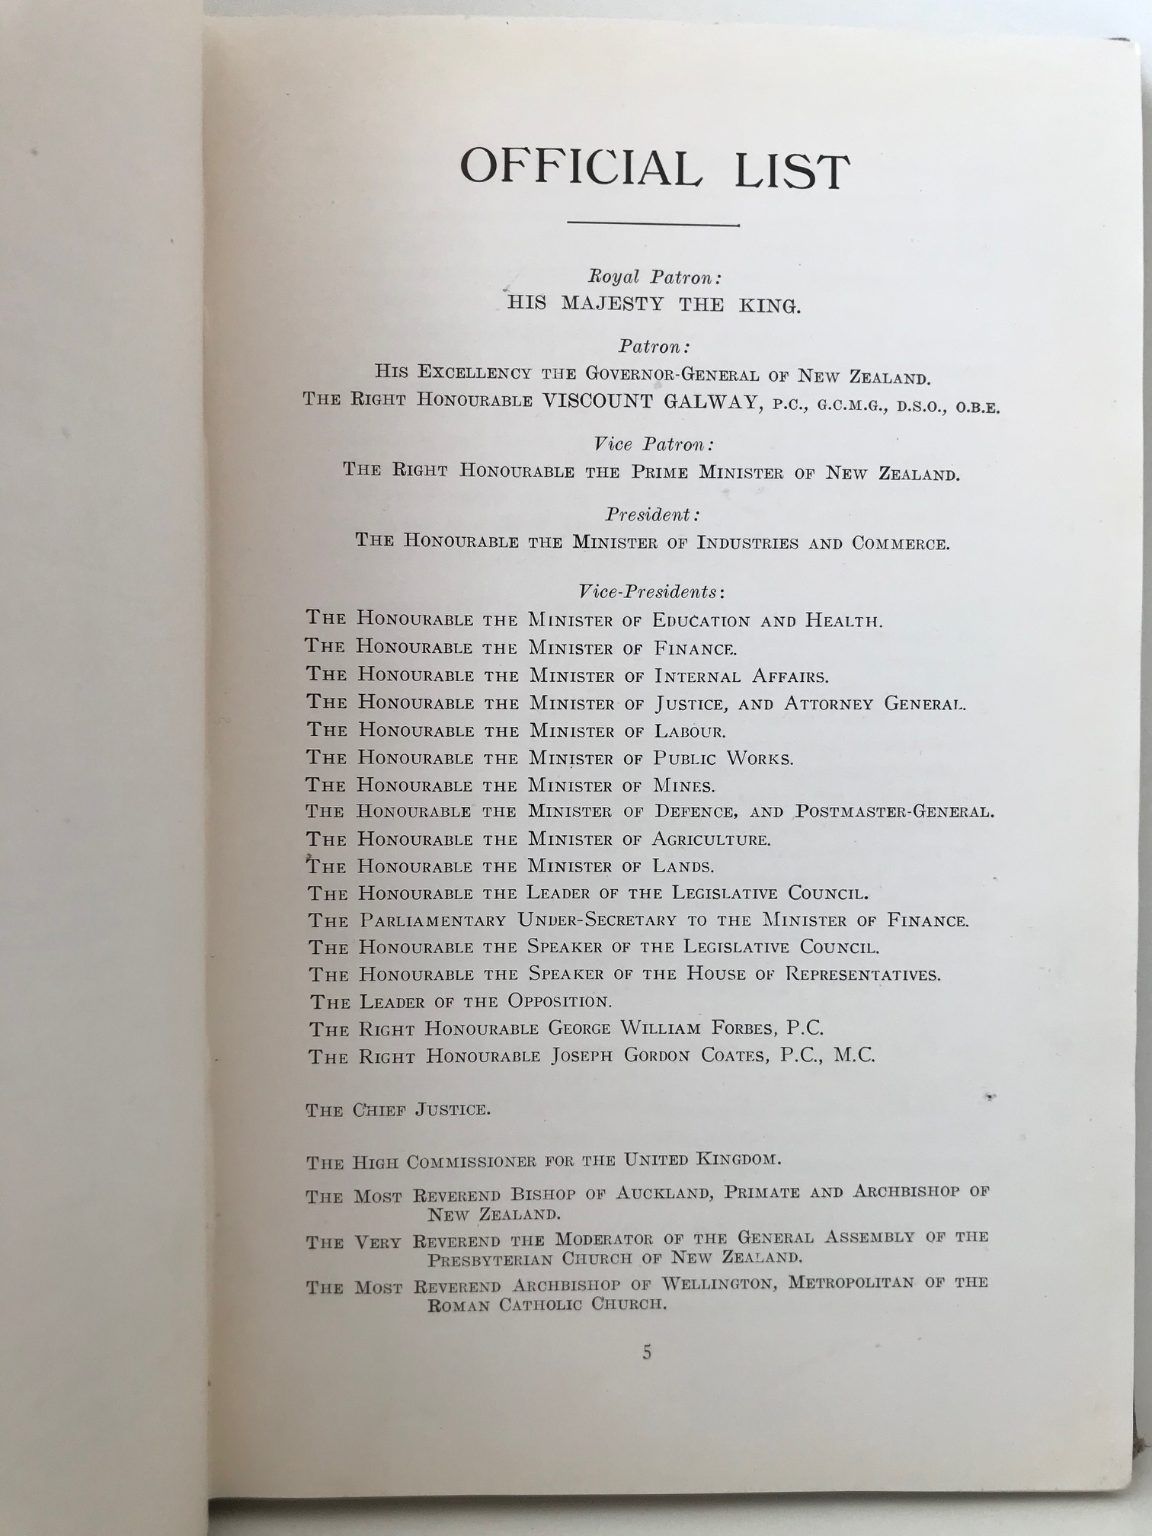 OFFICIAL LIST
Royal Patron:
HIS MAJESTY THE KING.
Patron:
HIS EXCELLENCY THE GOVERNOR-GENERAL OF NEW ZEALAND.
THE RIGHT HONOURABLE VISCOUNT GALWAY, P.C., G.C.M.G., D.S.O., O.B.E.
Vice Patron:
THE RIGHT HONOURABLE THE PRIME MINISTER OF NEW ZEALAND.
President:
THE HONOURABLE THE MINISTER OF INDUSTRIES AND COMMERCE.
Vice-Presidents:
THE HONOURABLE THE MINISTER OF EDUCATION AND HEALTH.
THE HONOURABLE THE MINISTER OF FINANCE.
THE HONOURABLE THE MINISTER OF INTERNAL AFFAIRS.
THE HONOURABLE THE MINISTER OF JUSTICE, AND ATTORNEY GENERAL.
THE HONOURABLE THE MINISTER OF LABOUR.
THE HONOURABLE THE MINISTER OF PUBLIC WORKS.
THE HONOURABLE THE MINISTER OF MINES.
THE HONOURABLE THE MINISTER OF DEFENCE, AND POSTMASTER-GENERAL.
THE HONOURABLE THE MINISTER OF AGRICULTURE.
THE HONOURABLE THE MINISTER OF LANDS.
THE HONOURABLE THE LEADER OF THE LEGISLATIVE COUNCIL.
THE PARLIAMENTARY UNDER-SECRETARY TO THE MINISTER OF FINANCE.
THE HONOURABLE THE SPEAKER OF THE LEGISLATIVE COUNCIL.
THE HONOURABLE THE SPEAKER OF THE HOUSE OF REPRESENTATIVES.
THE LEADER OF THE OPPOSITION.
THE RIGHT HONOURABLE GEORGE WILLIAM FORBES, P.C.
THE RIGHT HONOURABLE JOSEPH GORDON COATES, P.C., M.C.
THE CHIEF JUSTICE.
THE HIGH COMMISSIONER FOR THE UNITED KINGDOM.
THE MOST REVEREND BISHOP OF AUCKLAND, PRIMATE AND ARCHBISHOP OF
NEW ZEALAND.
THE VERY REVEREND THE MODERATOR OF THE GENERAL ASSEMBLY OF THE
PRESBYTERIAN CHURCH OF NEW ZEALAND.
THE MOST REVEREND ARCHBISHOP OF WELLINGTON, METROPOLITAN OF THE
ROMAN CATHOLIC CHURCH.
5